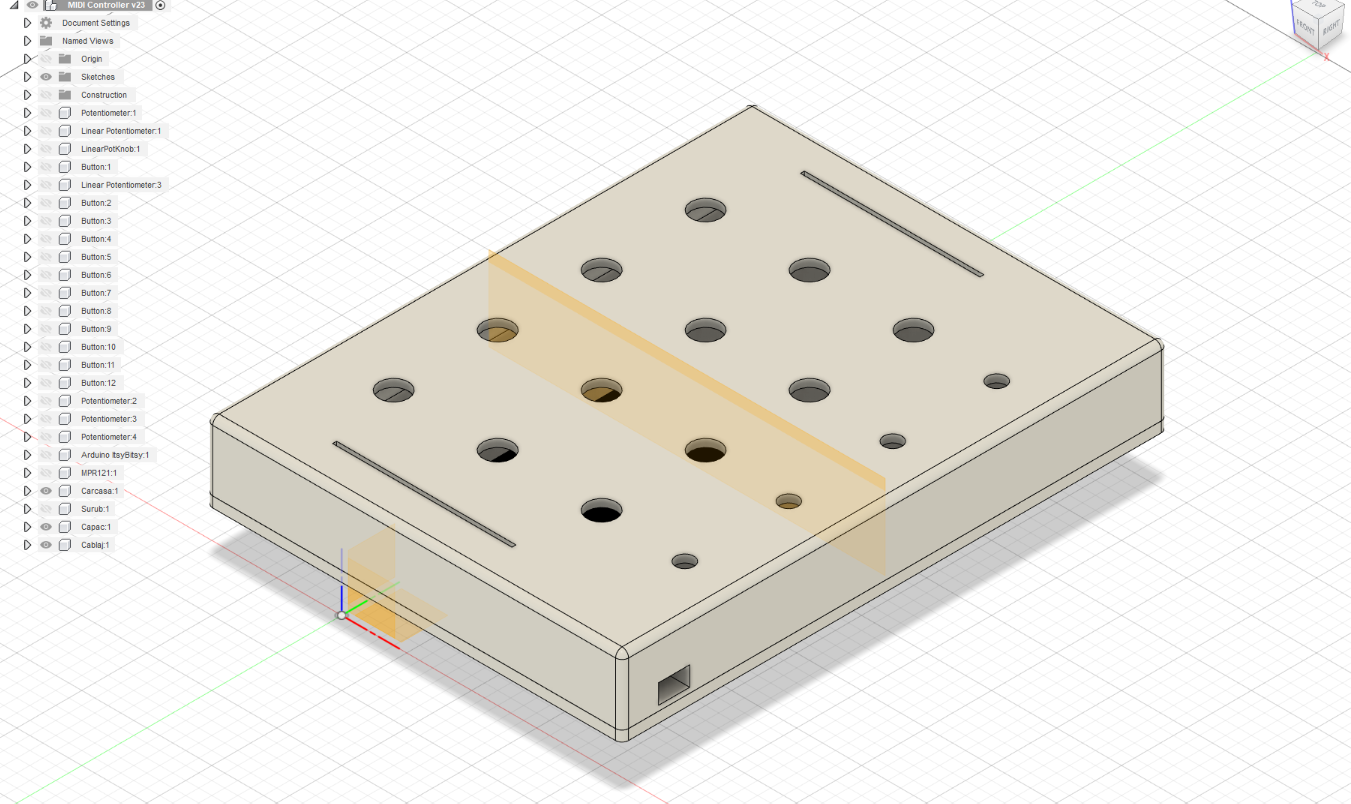 MIDI Controller v23
TOP
FRONT
RIGHT
Document Settings
Named Views
X
Origin
Sketches
Construction
Potentiometer:1
Linear Potentiometer:1
LinearPotKnob:1
Button:1
Linear Potentiometer:3
Button:2
Button:3
Button:4
Button:5
Button:6
Button:7
Button:8
Button:9
Button:10
Button:11
Button:12
Potentiometer:2
Potentiometer:3
Potentiometer:4
Arduino ItsyBitsy:1
MPR121:1
Carcasa:1
Surub:1
Capac:1
Cablaj:1